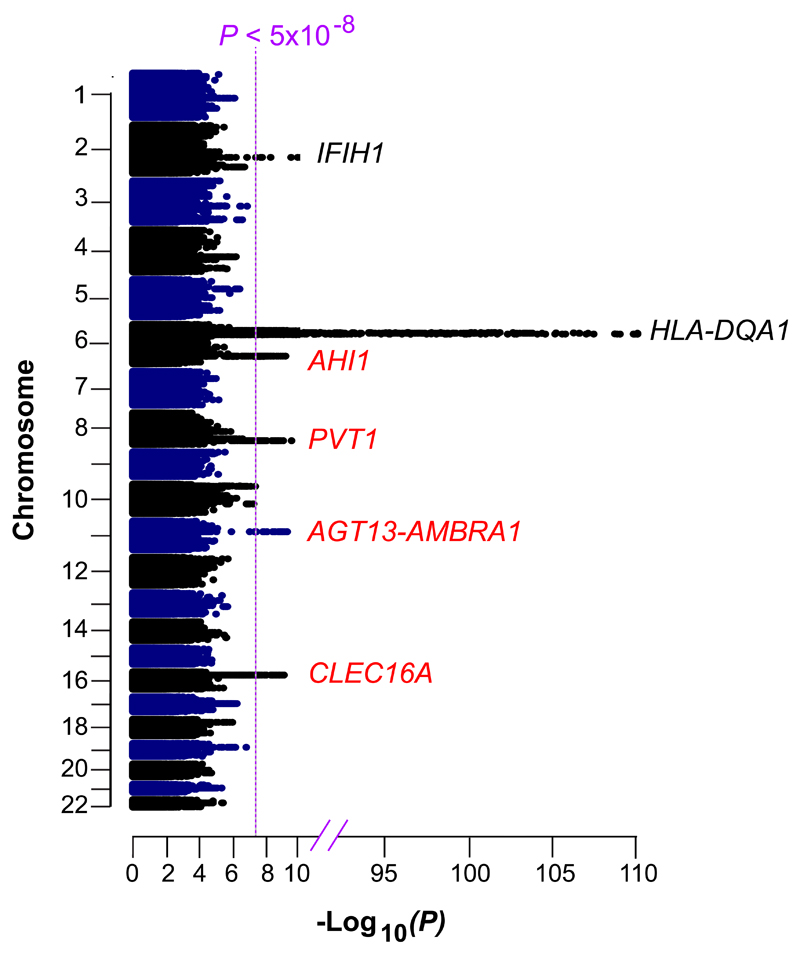 P < 5x10⁻⁸
1
2
IFIH1
3
4
5
6
HLA-DQA1
AHI1
7
8
PVT1
10
AGT13-AMBRA1
12
14
CLEC16A
16
18
20
22
Chromosome
0 2 4 6 8 10 95 100 105 110
-Log₁₀(P)